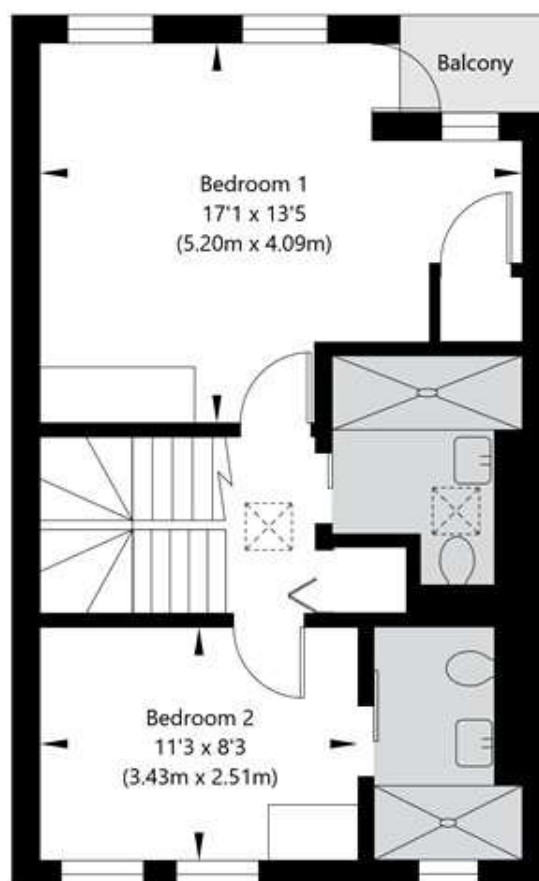 Balcony
Bedroom 1
17'1 x 13'5
(5.20m x 4.09m)
Bedroom 2
11'3 x 8'3
(3.43m x 2.51m)